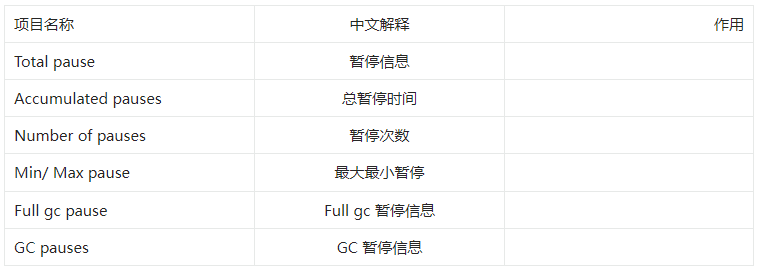 项目名称 中文解释 作用
Total pause 暂停信息
Accumulated pauses 总暂停时间
Number of pauses 暂停次数
Min/ Max pause 最大最小暂停
Full gc pause Full gc 暂停信息
GC pauses GC 暂停信息